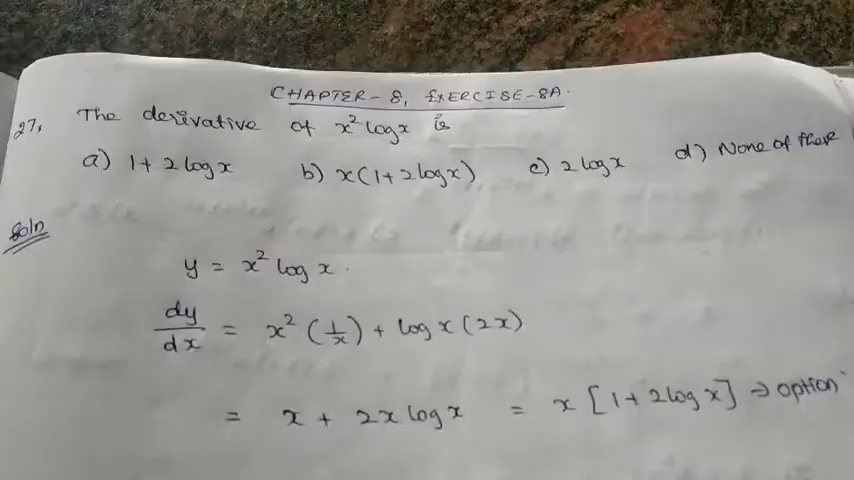 CHAPTER-8, EXERCISE-8A.
27, The derivative of x² log x is
a) 1+2 log x b) x(1+2 log x) c) 2 log x d) None of these
Soln
y = x² log x.
dy/dx = x² (1/x) + log x (2x)
= x + 2x log x = x [1+2 log x] ⇒ option